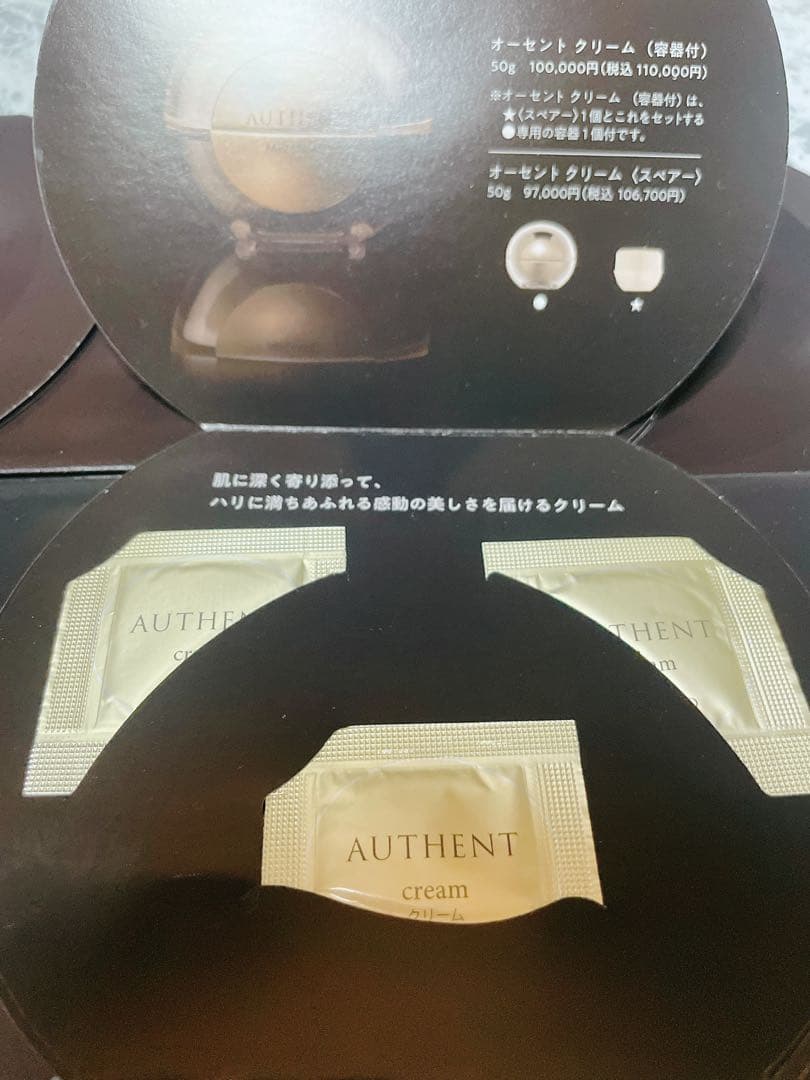 AUTHE
オーセント クリーム (容器付)
50g 100,000円(税込 110,000円)
※オーセント クリーム (容器付)は、
★〈スペアー〉1個とこれをセットする
●専用の容器1個付です。
オーセント クリーム 〈スペアー〉
50g 97,000円(税込 106,700円)
●
★
肌に深く寄り添って、
ハリに満ちあふれる感動の美しさを届けるクリーム
AUTHE
cr
UTHENT
am
AUTHENT
cream
クリーム